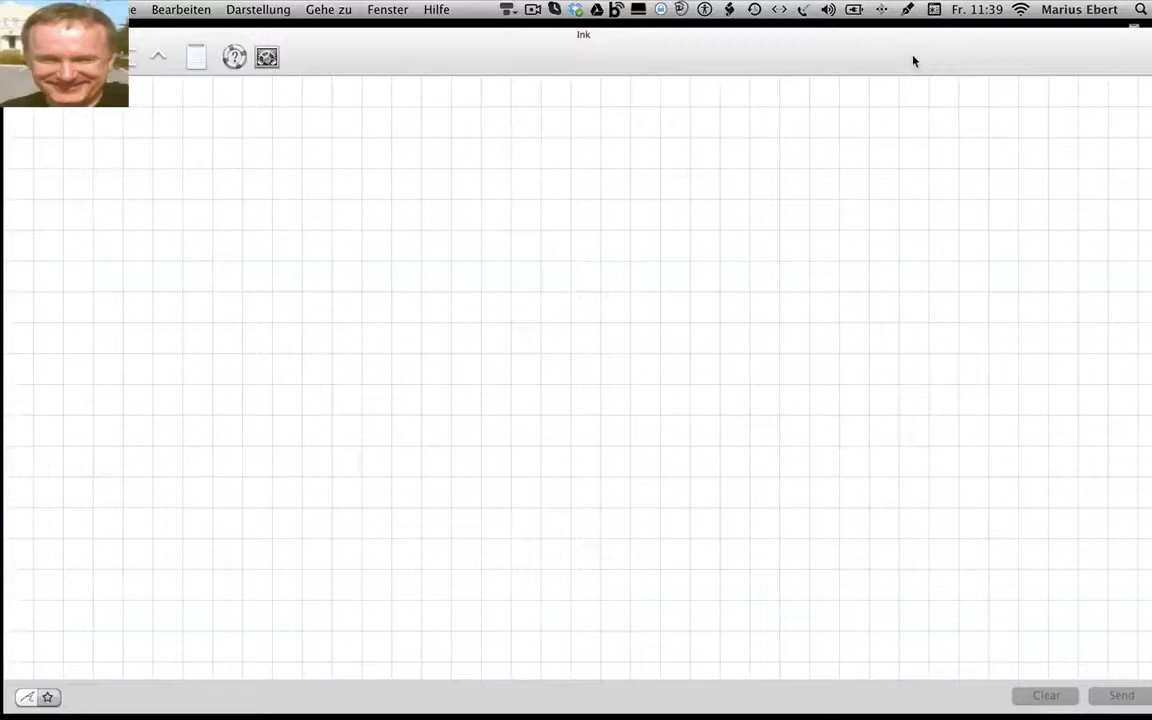 Bearbeiten Darstellung Gehe zu Fenster Hilfe Fr. 11:39 Marius Ebert
Ink
Clear Send